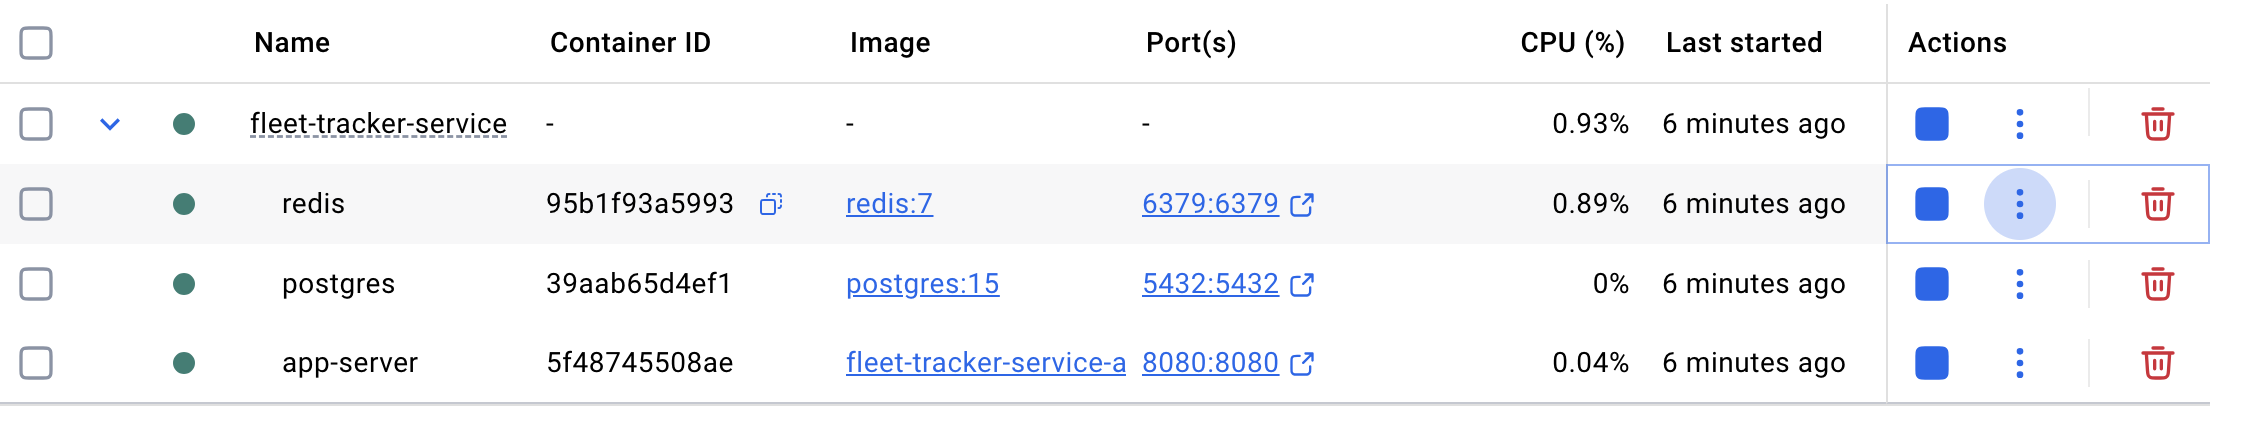 Name Container ID Image Port(s) CPU (%) Last started Actions
fleet-tracker-service - - - 0.93% 6 minutes ago
redis 95b1f93a5993 redis:7 6379:6379 0.89% 6 minutes ago
postgres 39aab65d4ef1 postgres:15 5432:5432 0% 6 minutes ago
app-server 5f48745508ae fleet-tracker-service-a 8080:8080 0.04% 6 minutes ago